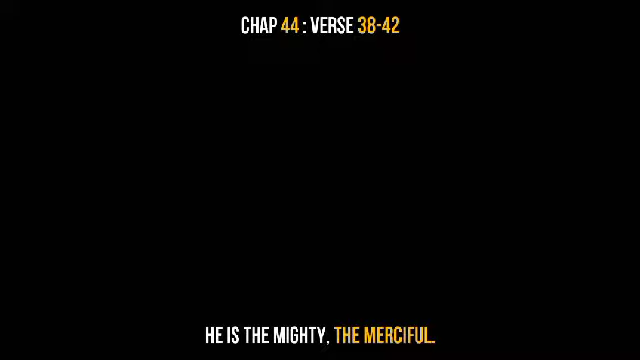 CHAP 44 : VERSE 38-42
HE IS THE MIGHTY, THE MERCIFUL.